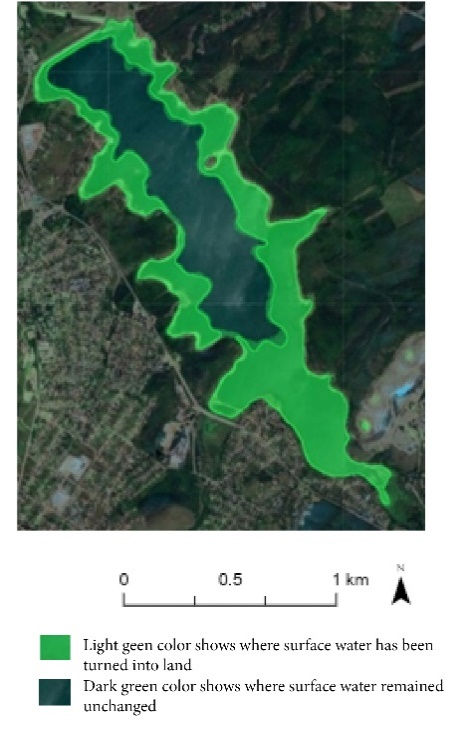 0 0.5 1 km
N
Light geen color shows where surface water has been
turned into land
Dark green color shows where surface water remained
unchanged